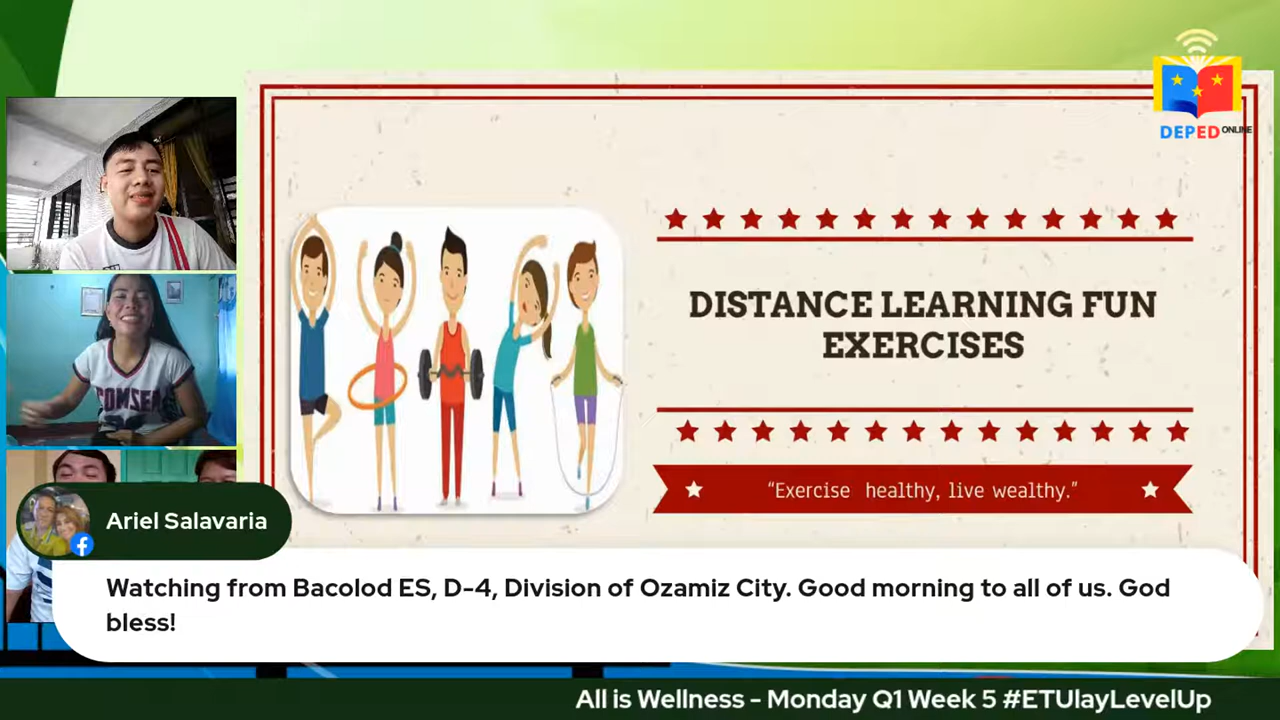 DEPED ONLINE
DISTANCE LEARNING FUN
EXERCISES
“Exercise healthy, live wealthy.”
COMSEA
Ariel Salavaria
Watching from Bacolod ES, D-4, Division of Ozamiz City. Good morning to all of us. God
bless!
All is Wellness - Monday Q1 Week 5 #ETUlayLevelUp